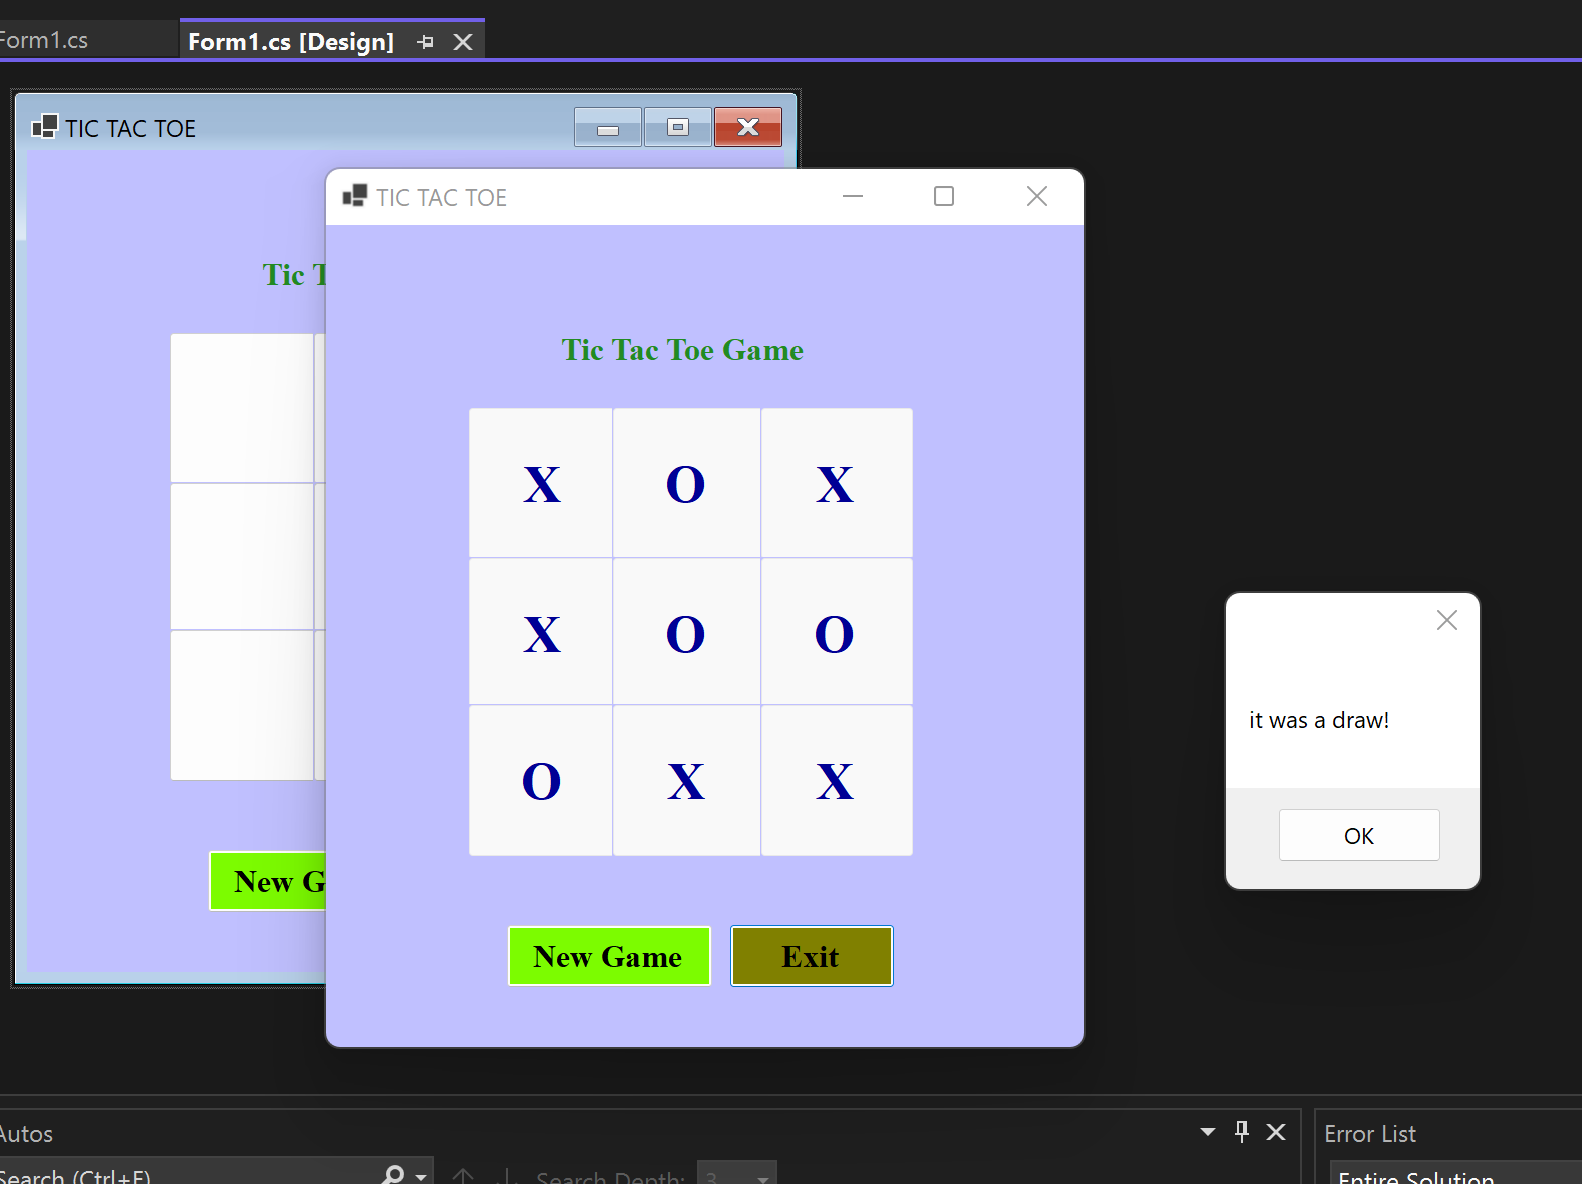 Form1.cs
Form1.cs [Design]
TIC TAC TOE
TIC TAC TOE
Tic T
Tic Tac Toe Game
X O X
X O O
O X X
it was a draw!
OK
New G
New Game
Exit
Autos
Error List
Search (Ctrl+E)
Search Depth:
3
Entire Solution